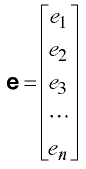 e₁
e₂
e = e₃
...
eₙ